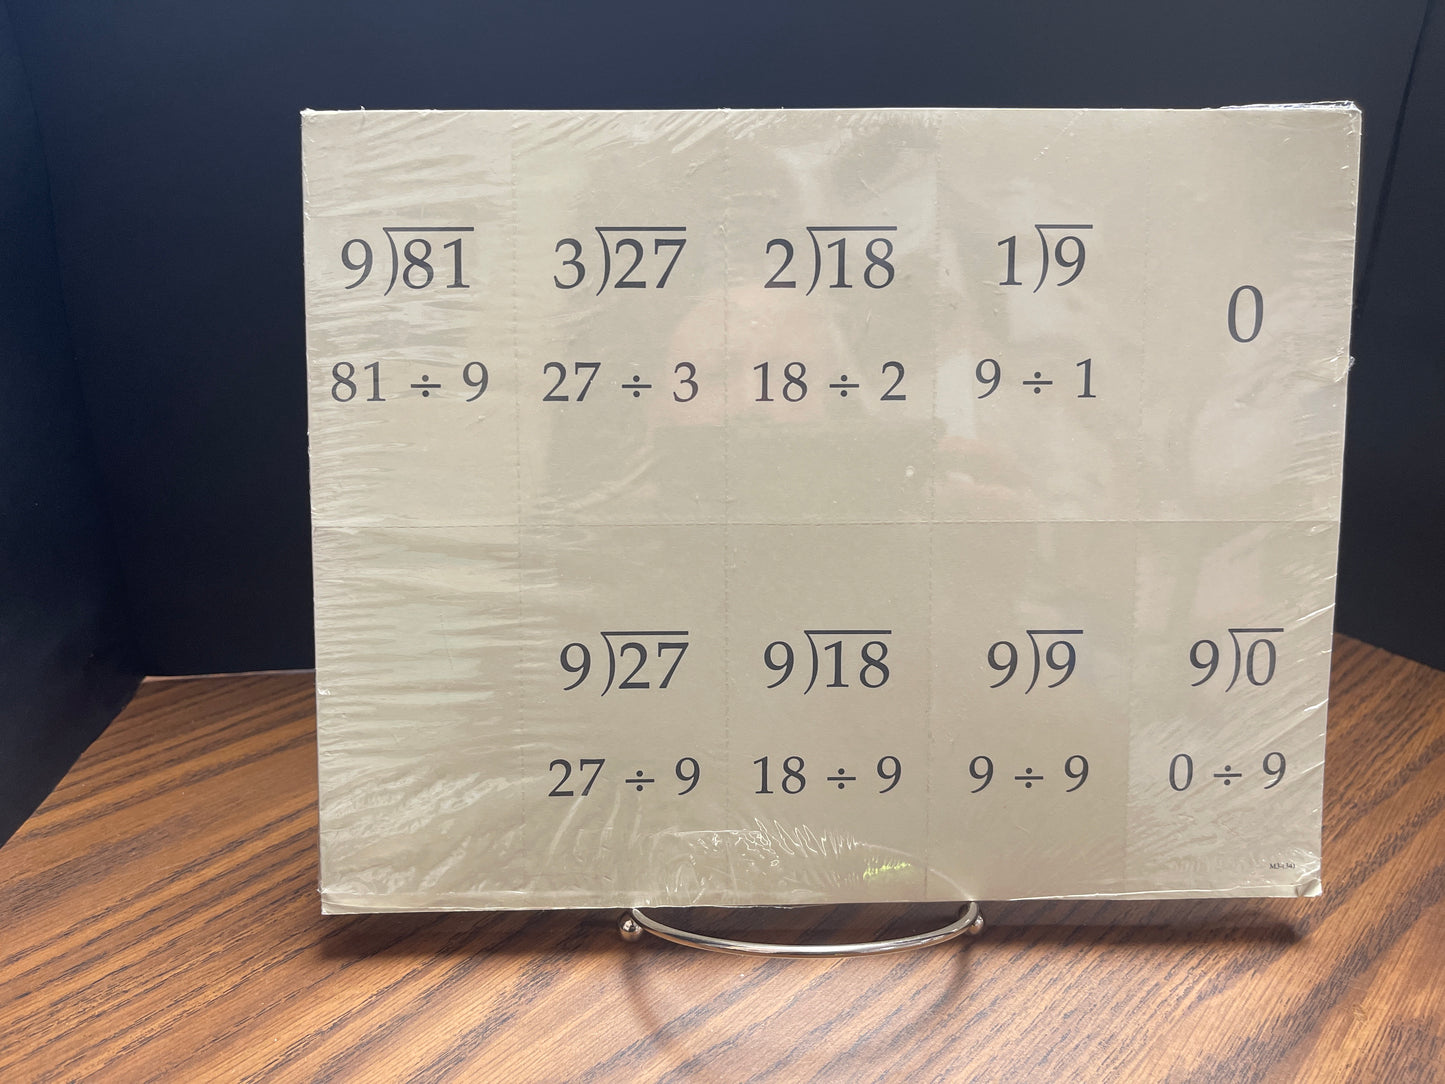 9)81 3)27 2)18 1)9
0
81 ÷ 9 27 ÷ 3 18 ÷ 2 9 ÷ 1
9)27 9)18 9)9 9)0
27 ÷ 9 18 ÷ 9 9 ÷ 9 0 ÷ 9